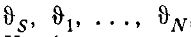 ϑ_S, ϑ_1, . . . , ϑ_N,